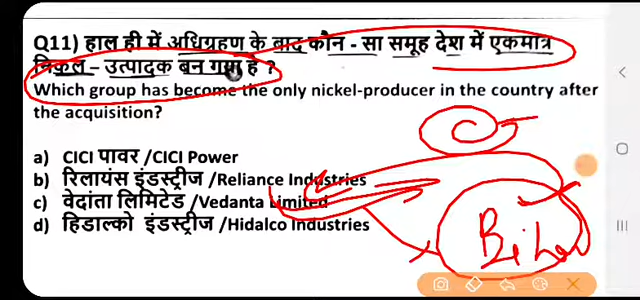 Q11) हाल ही में अधिग्रहण के बाद कौन - सा समूह देश में एकमात्र
निकल - उत्पादक बन गया है ?
Which group has become the only nickel-producer in the country after
the acquisition?
a) CICI पावर /CICI Power
b) रिलायंस इंडस्ट्रीज /Reliance Industries
c) वेदांता लिमिटेड /Vedanta Limited
d) हिडाल्को इंडस्ट्रीज /Hidalco Industries
Bihar